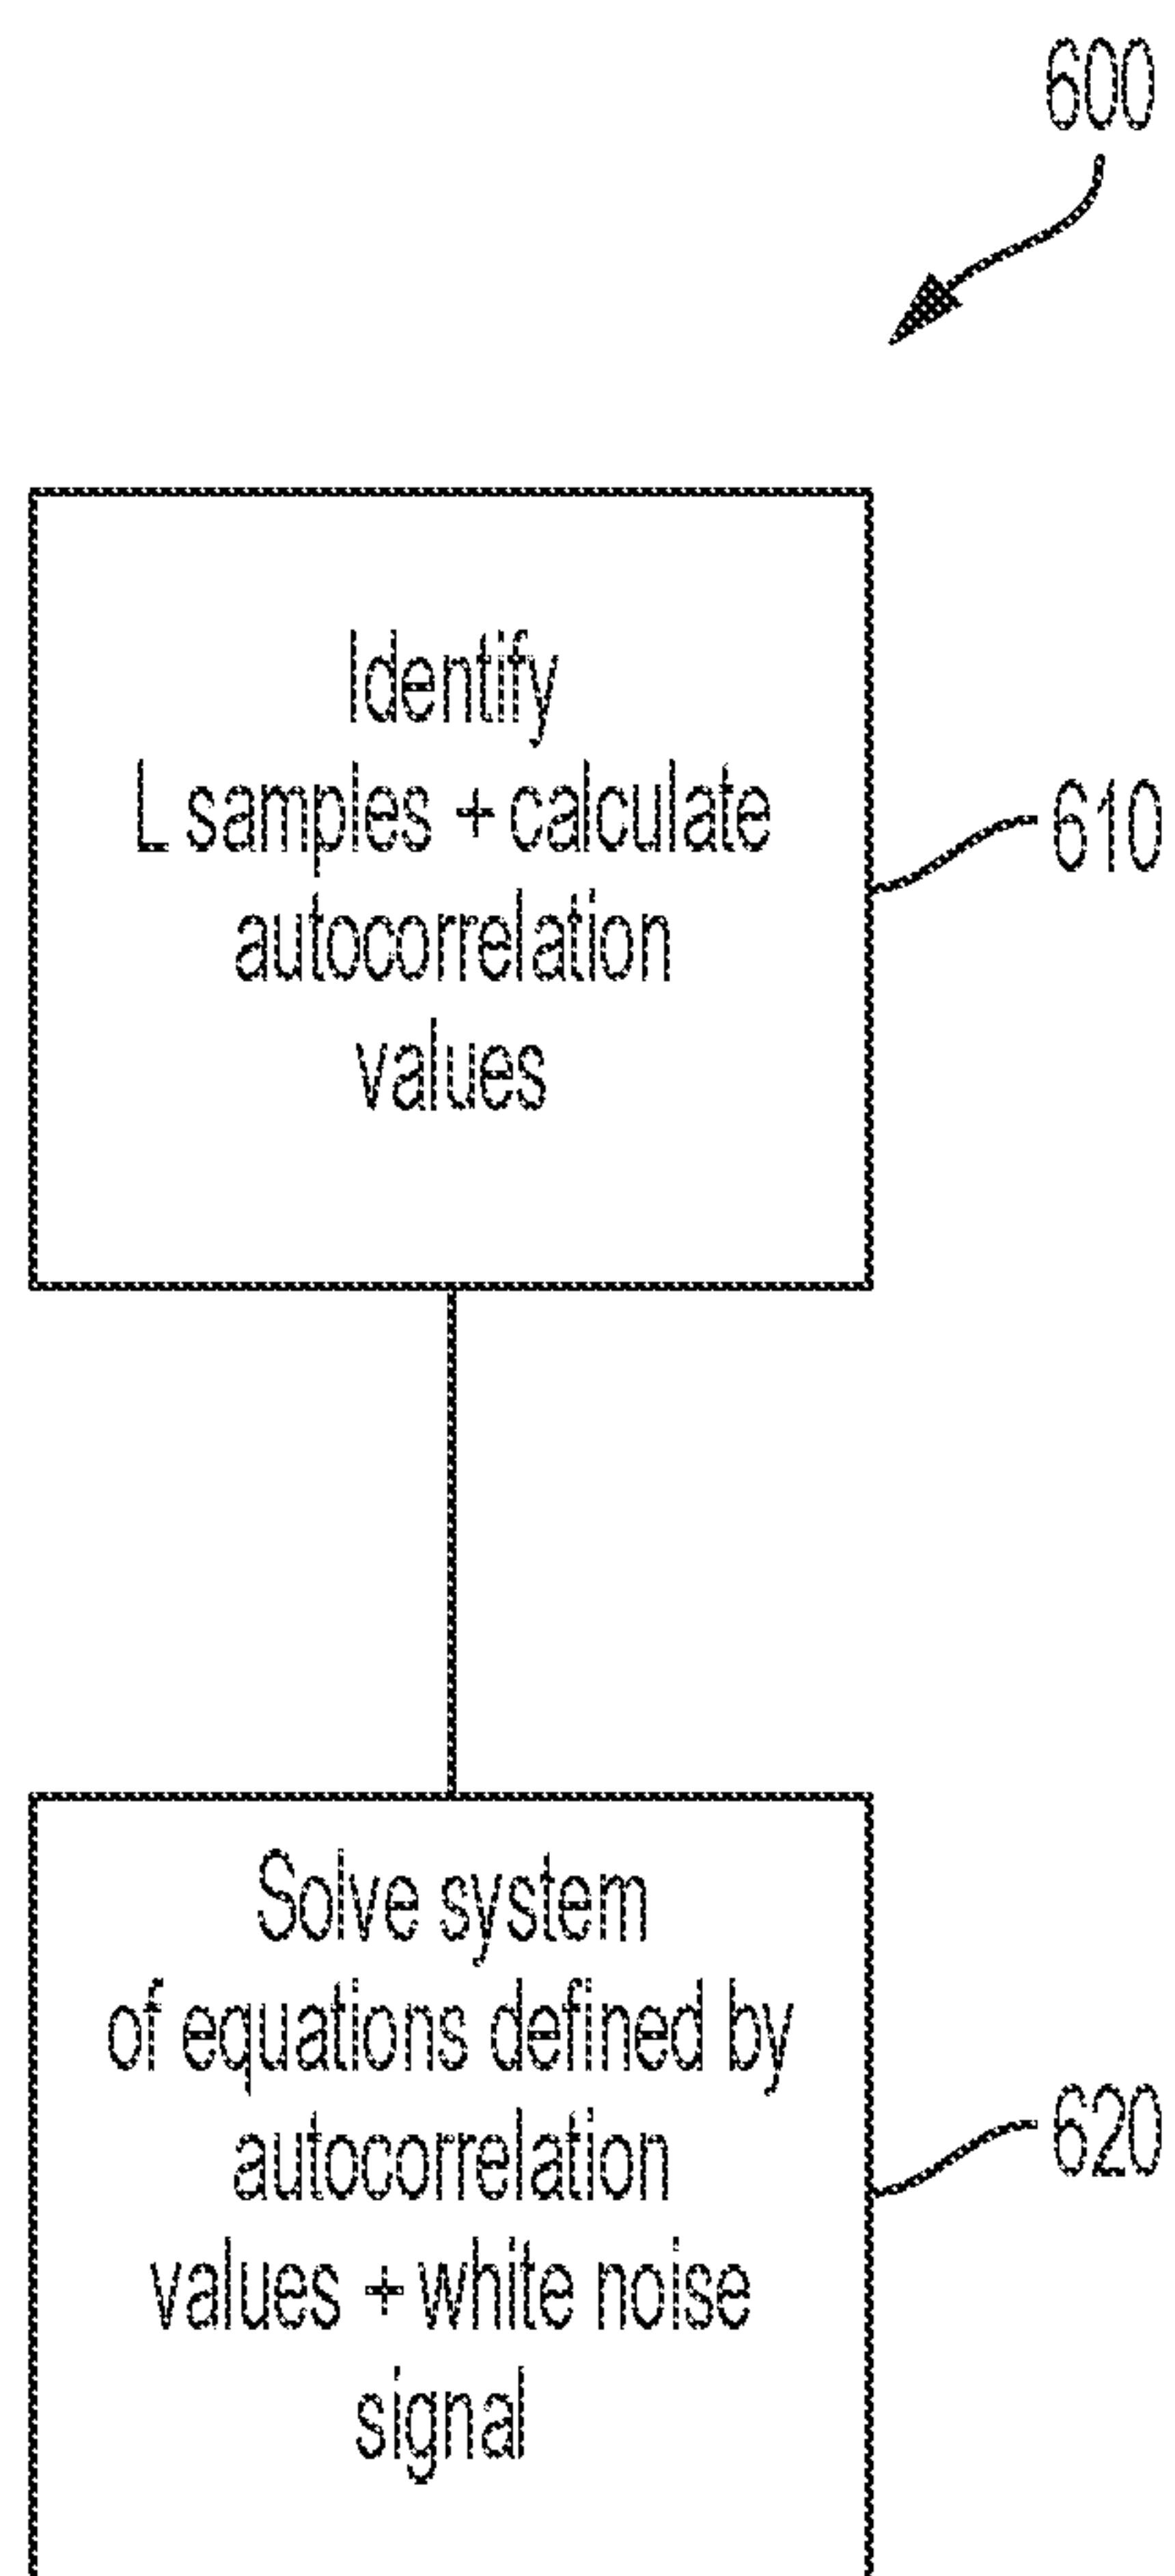 600
Identify
L samples + calculate
autocorrelation
values
610
Solve system
of equations defined by
autocorrelation
values + white noise
signal
620